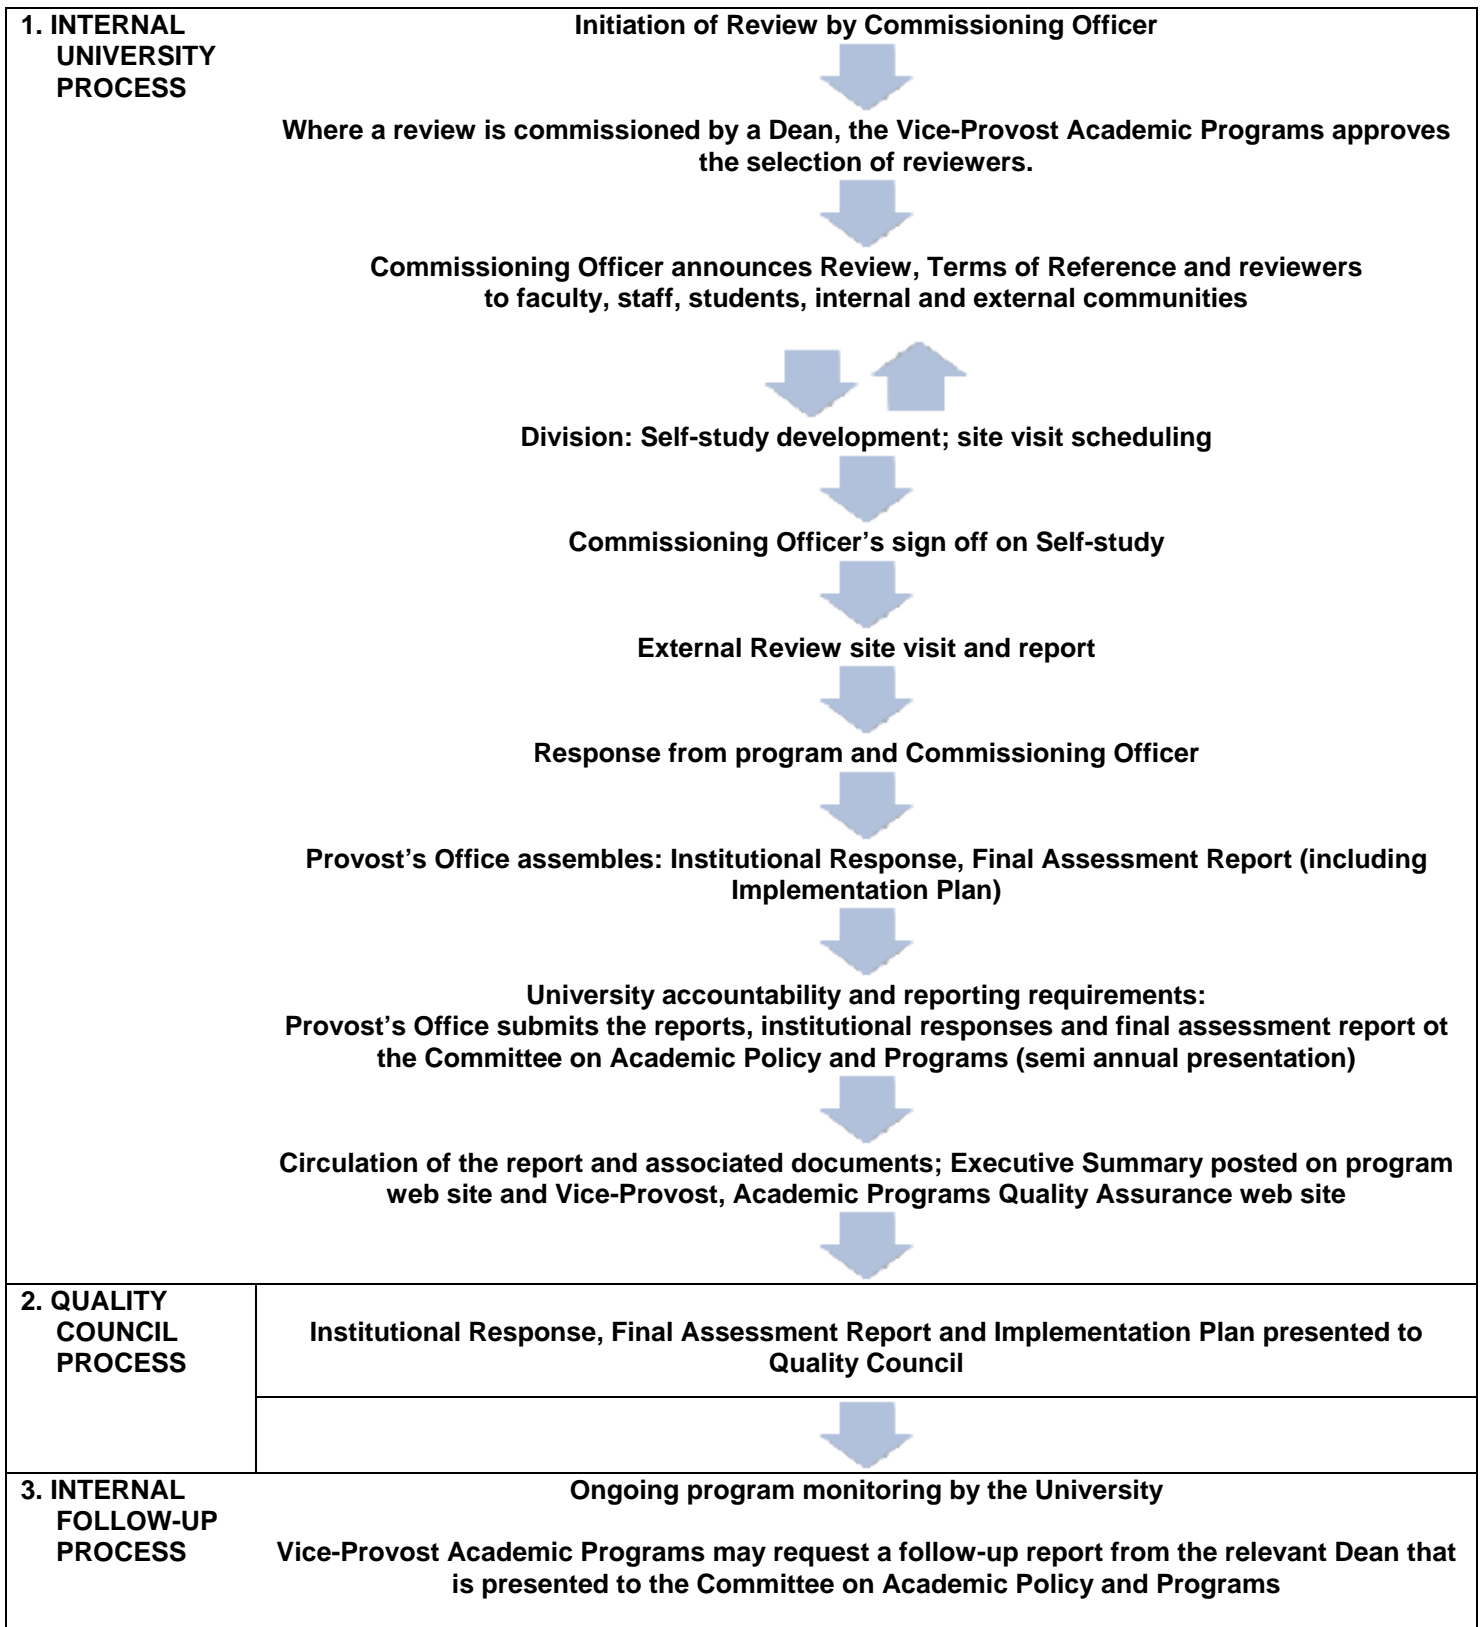 1. INTERNAL
UNIVERSITY
PROCESS
Initiation of Review by Commissioning Officer
Where a review is commissioned by a Dean, the Vice-Provost Academic Programs approves
the selection of reviewers.
Commissioning Officer announces Review, Terms of Reference and reviewers
to faculty, staff, students, internal and external communities
Division: Self-study development; site visit scheduling
Commissioning Officer’s sign off on Self-study
External Review site visit and report
Response from program and Commissioning Officer
Provost’s Office assembles: Institutional Response, Final Assessment Report (including
Implementation Plan)
University accountability and reporting requirements:
Provost’s Office submits the reports, institutional responses and final assessment report ot
the Committee on Academic Policy and Programs (semi annual presentation)
Circulation of the report and associated documents; Executive Summary posted on program
web site and Vice-Provost, Academic Programs Quality Assurance web site
2. QUALITY
COUNCIL
PROCESS
Institutional Response, Final Assessment Report and Implementation Plan presented to
Quality Council
3. INTERNAL
FOLLOW-UP
PROCESS
Ongoing program monitoring by the University
Vice-Provost Academic Programs may request a follow-up report from the relevant Dean that
is presented to the Committee on Academic Policy and Programs